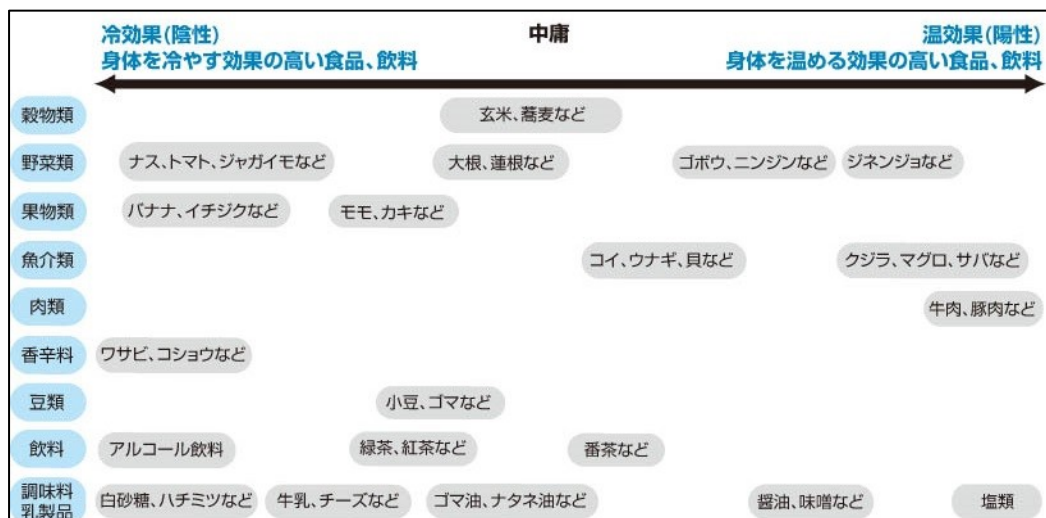 冷効果(陰性) 中庸 温効果(陽性)
身体を冷やす効果の高い食品、飲料 身体を温める効果の高い食品、飲料
穀物類 玄米、蕎麦など
野菜類 ナス、トマト、ジャガイモなど 大根、蓮根など ゴボウ、ニンジンなど ジネンジョなど
果物類 バナナ、イチジクなど モモ、カキなど
魚介類 コイ、ウナギ、貝など クジラ、マグロ、サバなど
肉類 牛肉、豚肉など
香辛料 ワサビ、コショウなど
豆類 小豆、ゴマなど
飲料 アルコール飲料 緑茶、紅茶など 番茶など
調味料
乳製品 白砂糖、ハチミツなど 牛乳、チーズなど ゴマ油、ナタネ油など 醤油、味噌など 塩類